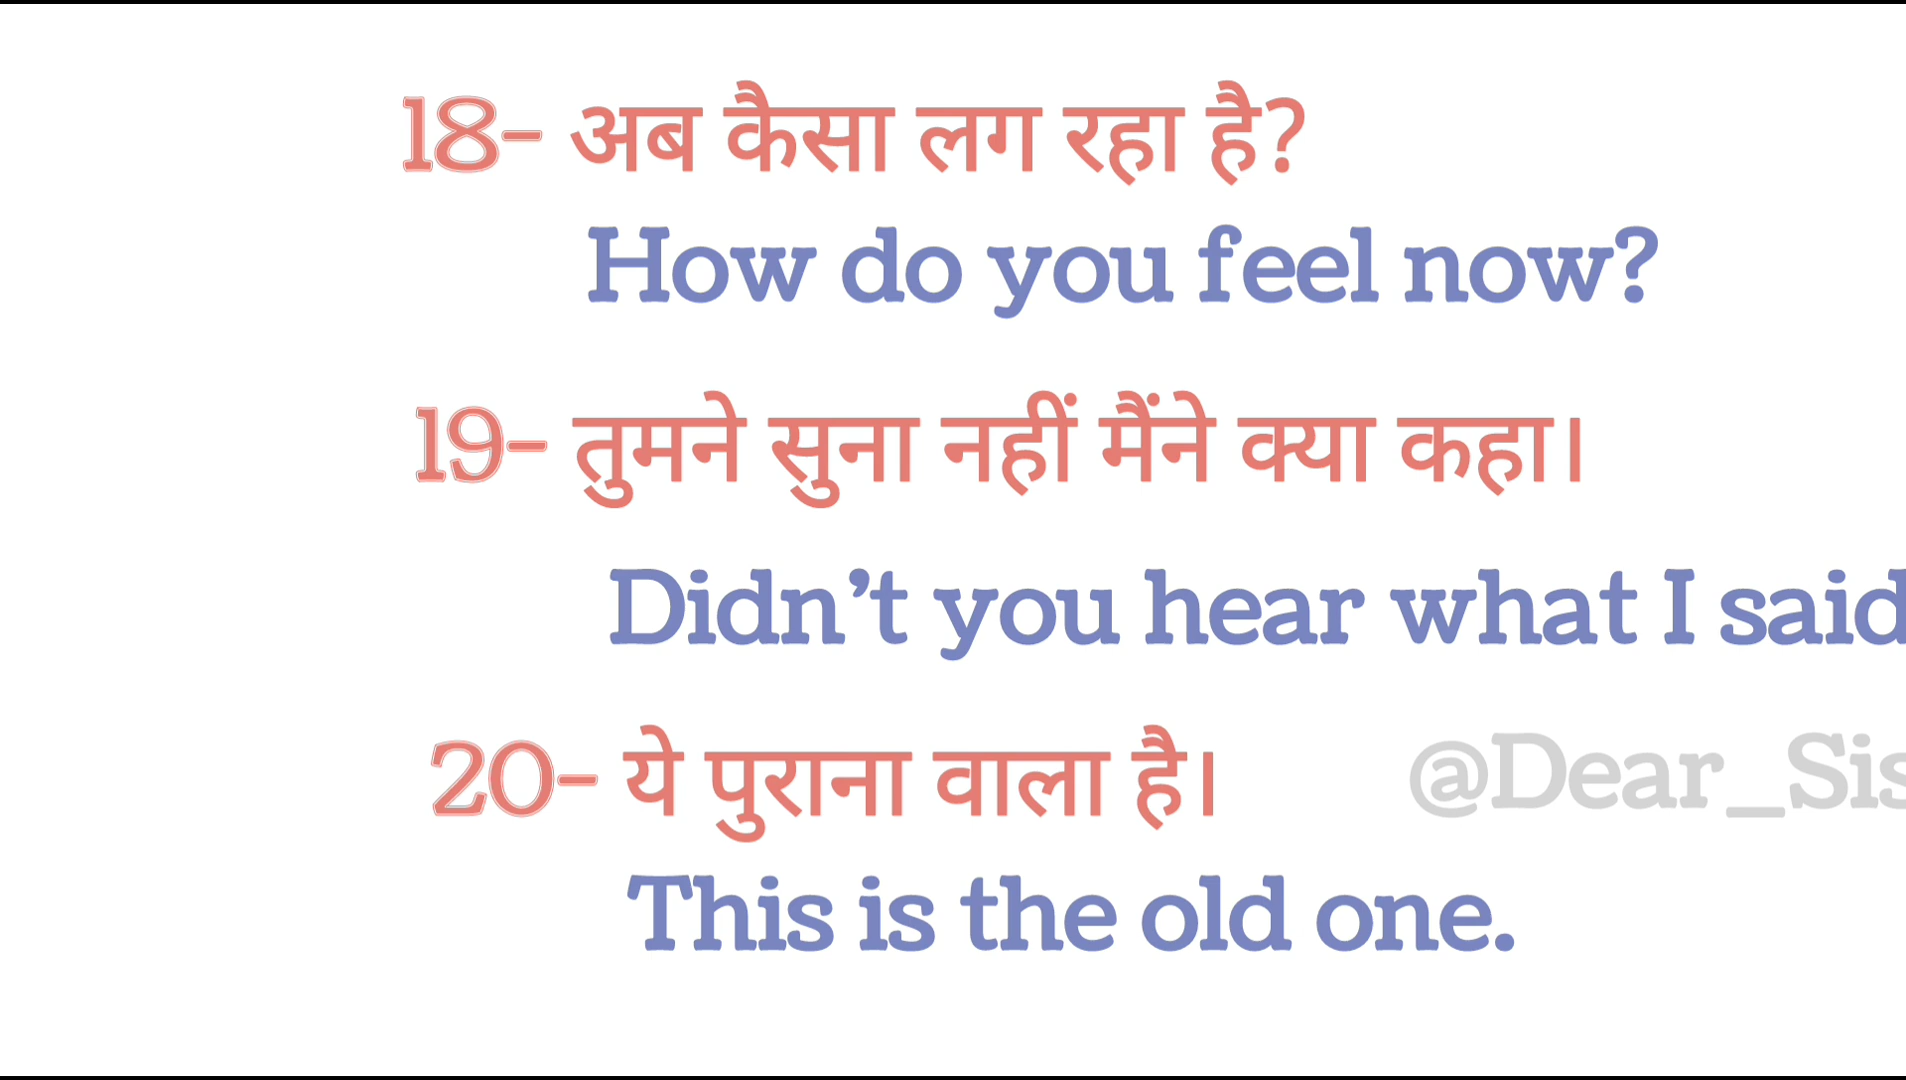 18- अब कैसा लग रहा है?
How do you feel now?
19- तुमने सुना नहीं मैंने क्या कहा।
Didn't you hear what I said
20- ये पुराना वाला है।
@Dear_Sis
This is the old one.